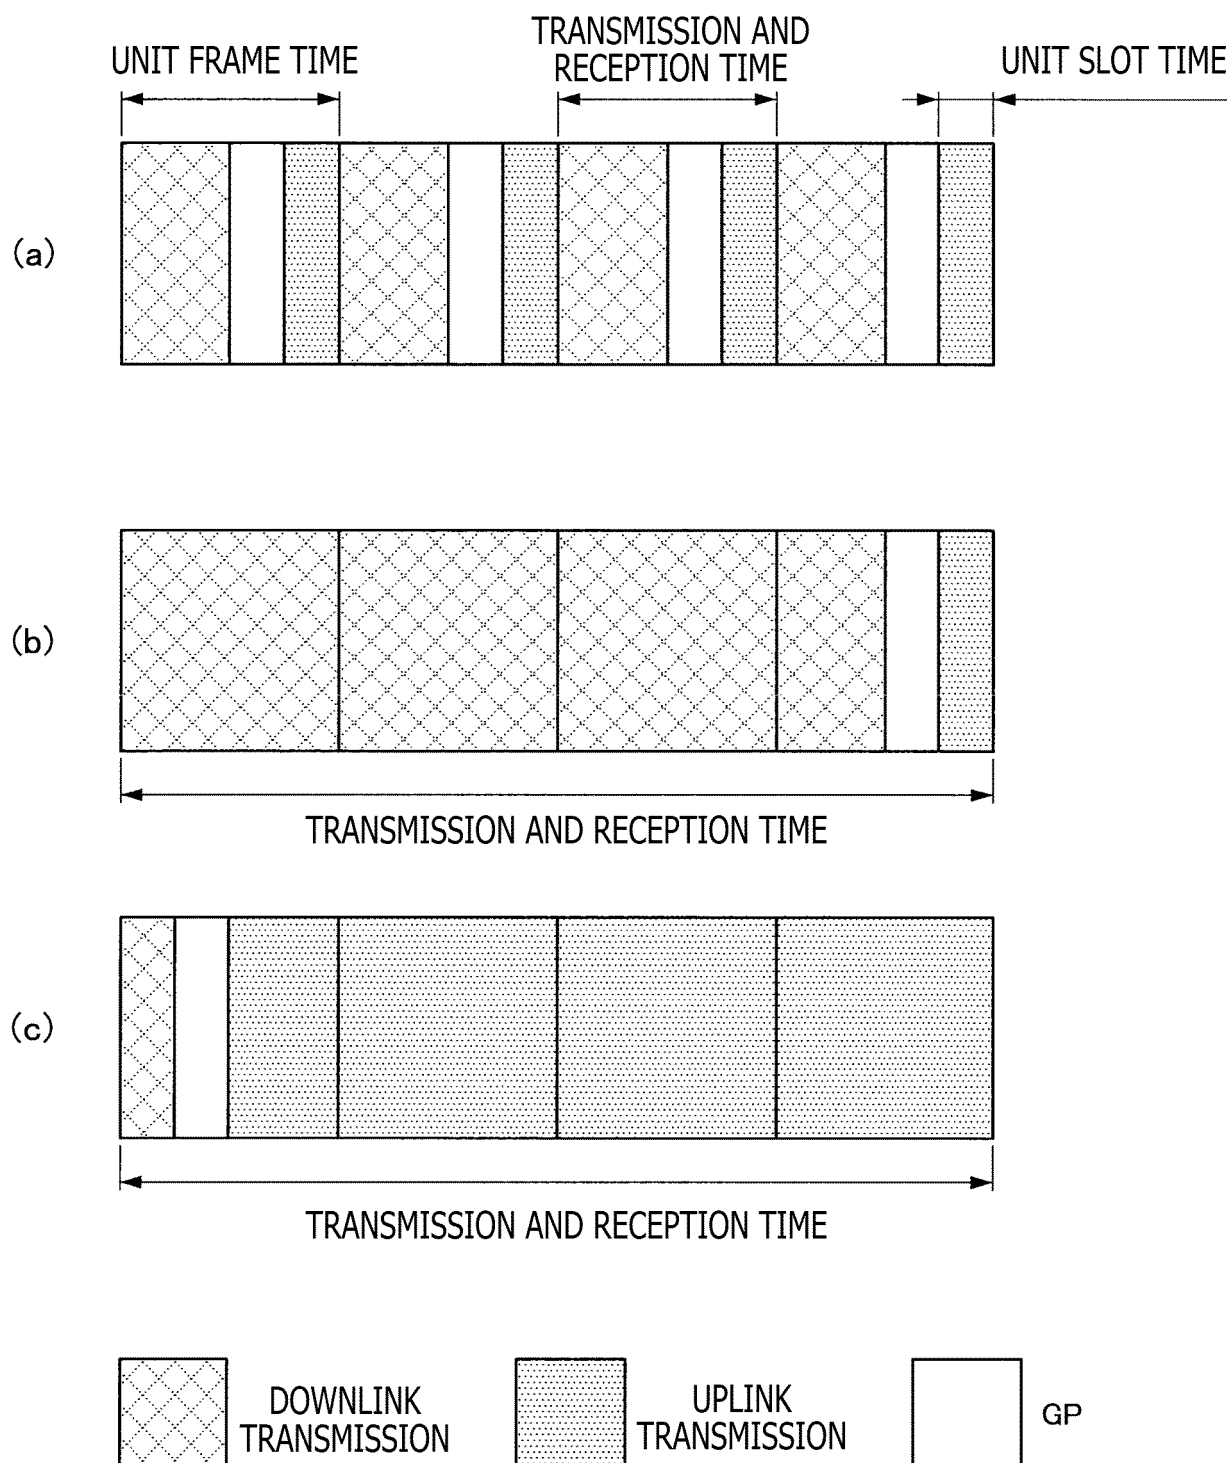 TRANSMISSION AND
UNIT FRAME TIME
RECEPTION TIME
UNIT SLOT TIME
(a)
(b)
TRANSMISSION AND RECEPTION TIME
(c)
TRANSMISSION AND RECEPTION TIME
DOWNLINK
TRANSMISSION
UPLINK
TRANSMISSION
GP